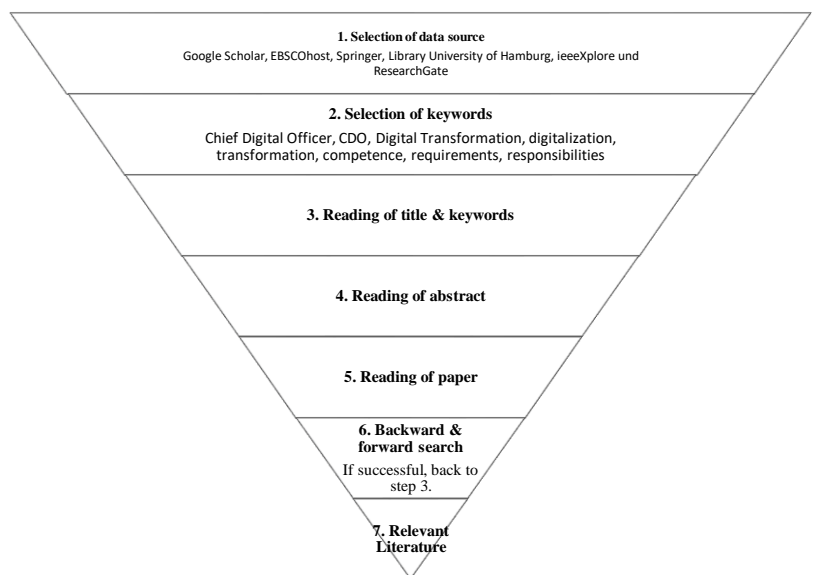 1. Selection of data source
Google Scholar, EBSCOhost, Springer, Library University of Hamburg, ieeeXplore und
ResearchGate
2. Selection of keywords
Chief Digital Officer, CDO, Digital Transformation, digitalization,
transformation, competence, requirements, responsibilities
3. Reading of title & keywords
4. Reading of abstract
5. Reading of paper
6. Backward &
forward search
If successful, back to
step 3.
7. Relevant
Literature